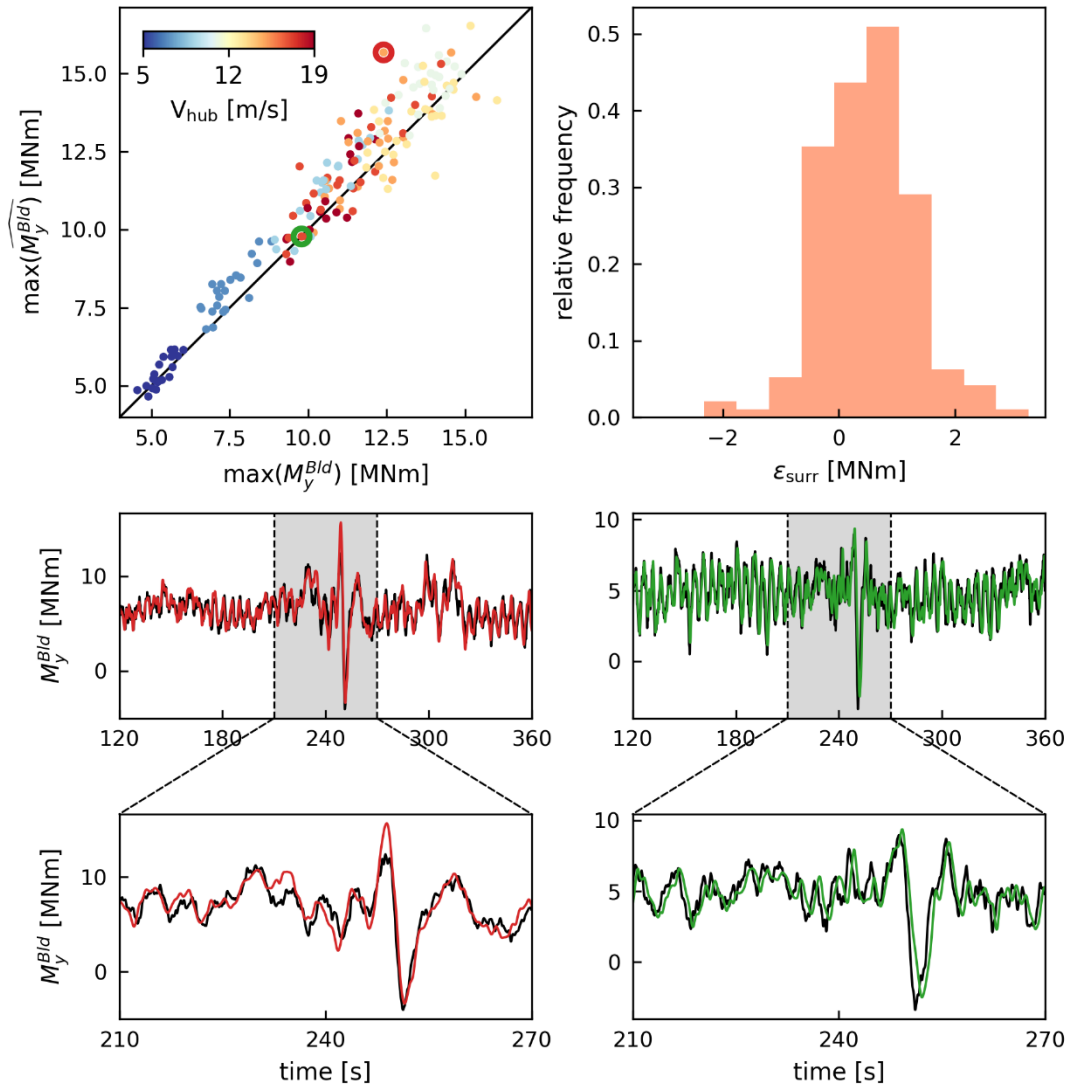 15.0
12.5
10.0
7.5
5.0
max(M_y^{Bld}^) [MNm]
5 12 19
V_hub [m/s]
5.0 7.5 10.0 12.5 15.0
max(M_y^{Bld}) [MNm]
0.5
0.4
0.3
0.2
0.1
0.0
relative frequency
−2 0 2
ε_surr [MNm]
10
0
M_y^{Bld} [MNm]
120 180 240 300 360
10
5
0
120 180 240 300 360
10
0
M_y^{Bld} [MNm]
210 240 270
time [s]
10
5
0
210 240 270
time [s]